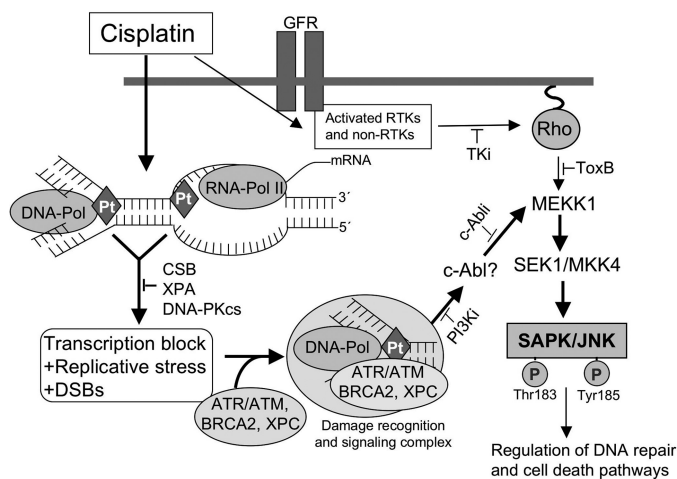 Cisplatin
GFR
Activated RTKs
and non-RTKs
TKi
Rho
ToxB
mRNA
RNA-Pol II
DNA-Pol
Pt
Pt
3´
5´
MEKK1
c-Abli
c-Abl?
PI3Ki
SEK1/MKK4
CSB
XPA
DNA-PKcs
Transcription block
+Replicative stress
+DSBs
ATR/ATM,
BRCA2, XPC
DNA-Pol
Pt
ATR/ATM
BRCA2, XPC
Damage recognition
and signaling complex
SAPK/JNK
P
P
Thr183
Tyr185
Regulation of DNA repair
and cell death pathways